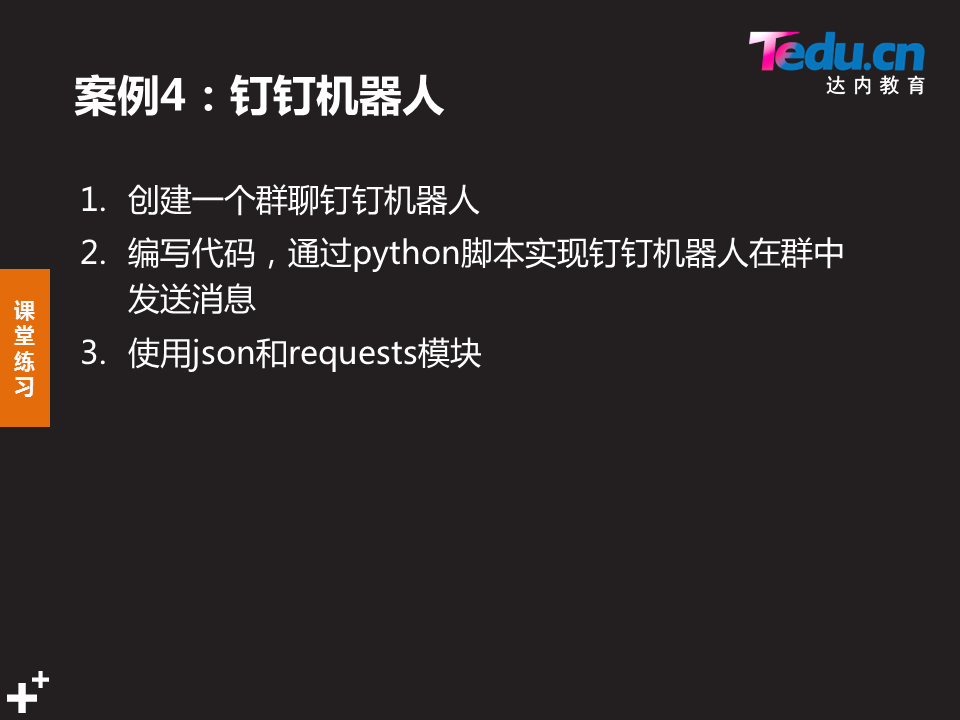 Tedu.cn
达内教育
案例4：钉钉机器人
1. 创建一个群聊钉钉机器人
2. 编写代码，通过python脚本实现钉钉机器人在群中
发送消息
3. 使用json和requests模块
课
堂
练
习